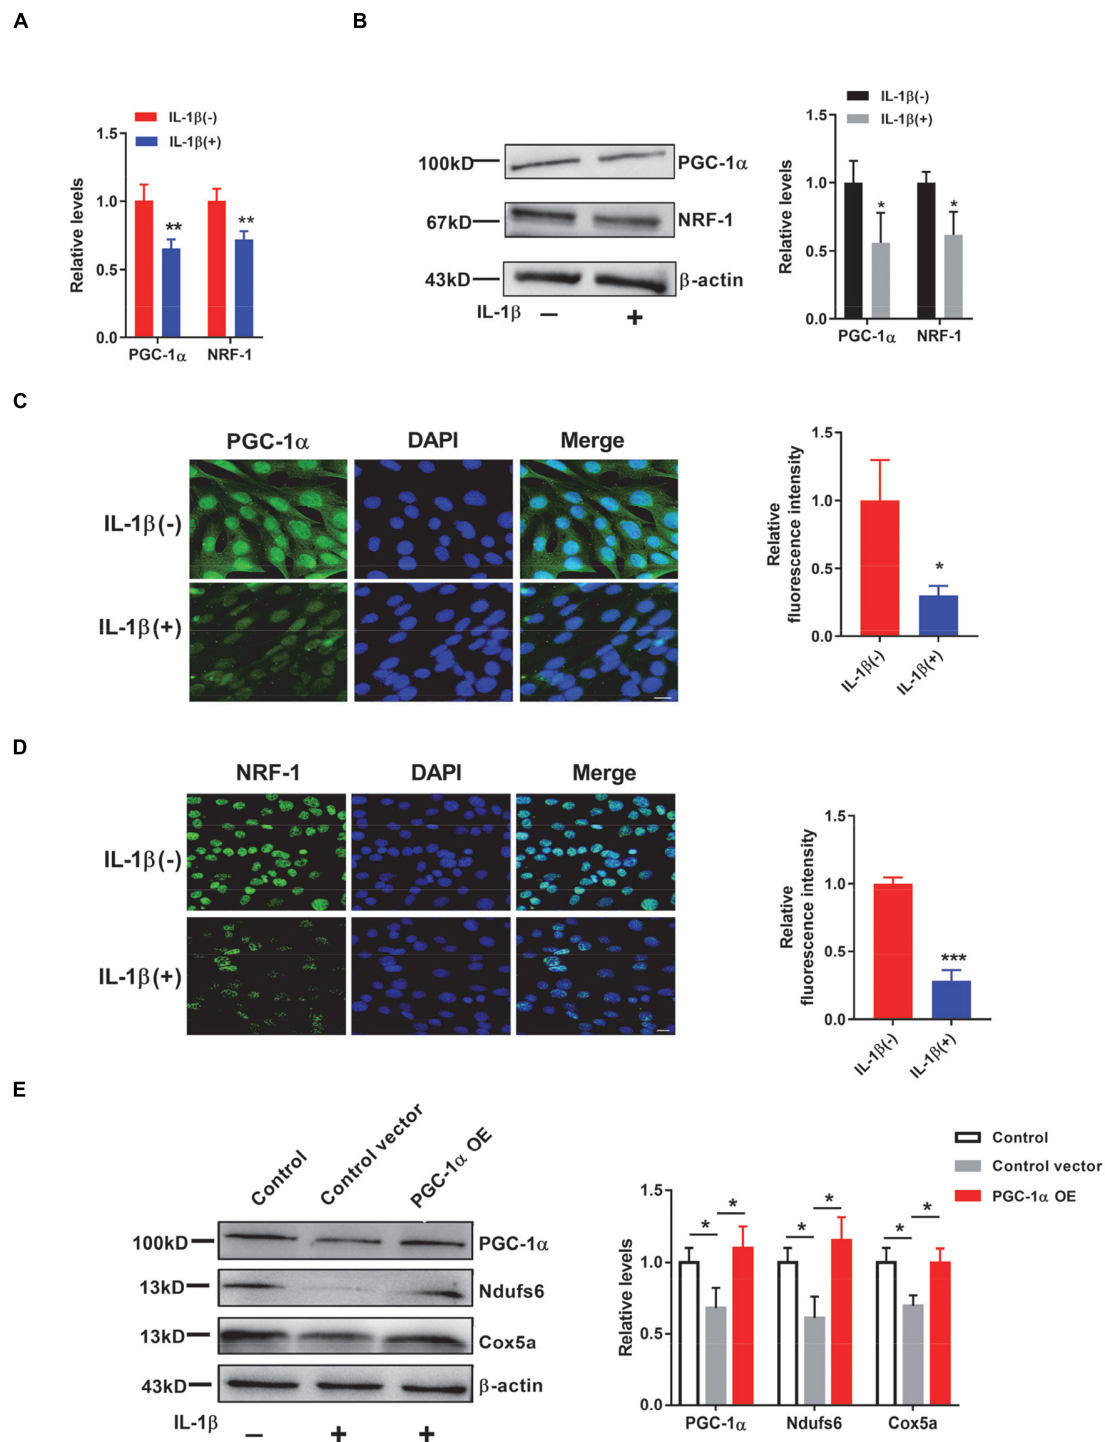 A
B
IL-1β(-)
IL-1β(+)
1.5
1.0
0.5
0.0
Relative levels
**
**
PGC-1α
NRF-1
100kD
PGC-1α
67kD
NRF-1
43kD
β-actin
IL-1β
–
+
IL-1β(-)
IL-1β(+)
1.5
1.0
0.5
0.0
Relative levels
*
*
PGC-1α
NRF-1
C
PGC-1α
DAPI
Merge
IL-1β(-)
IL-1β(+)
1.5
1.0
0.5
0.0
Relative
fluorescence intensity
*
IL-1β(-)
IL-1β(+)
D
NRF-1
DAPI
Merge
IL-1β(-)
IL-1β(+)
1.5
1.0
0.5
0.0
Relative
fluorescence intensity
***
IL-1β(-)
IL-1β(+)
E
Control
Control vector
PGC-1α OE
100kD
PGC-1α
13kD
Ndufs6
13kD
Cox5a
43kD
β-actin
IL-1β
–
+
+
Control
Control vector
PGC-1α OE
1.5
1.0
0.5
0.0
Relative levels
*
*
*
*
*
*
PGC-1α
Ndufs6
Cox5a